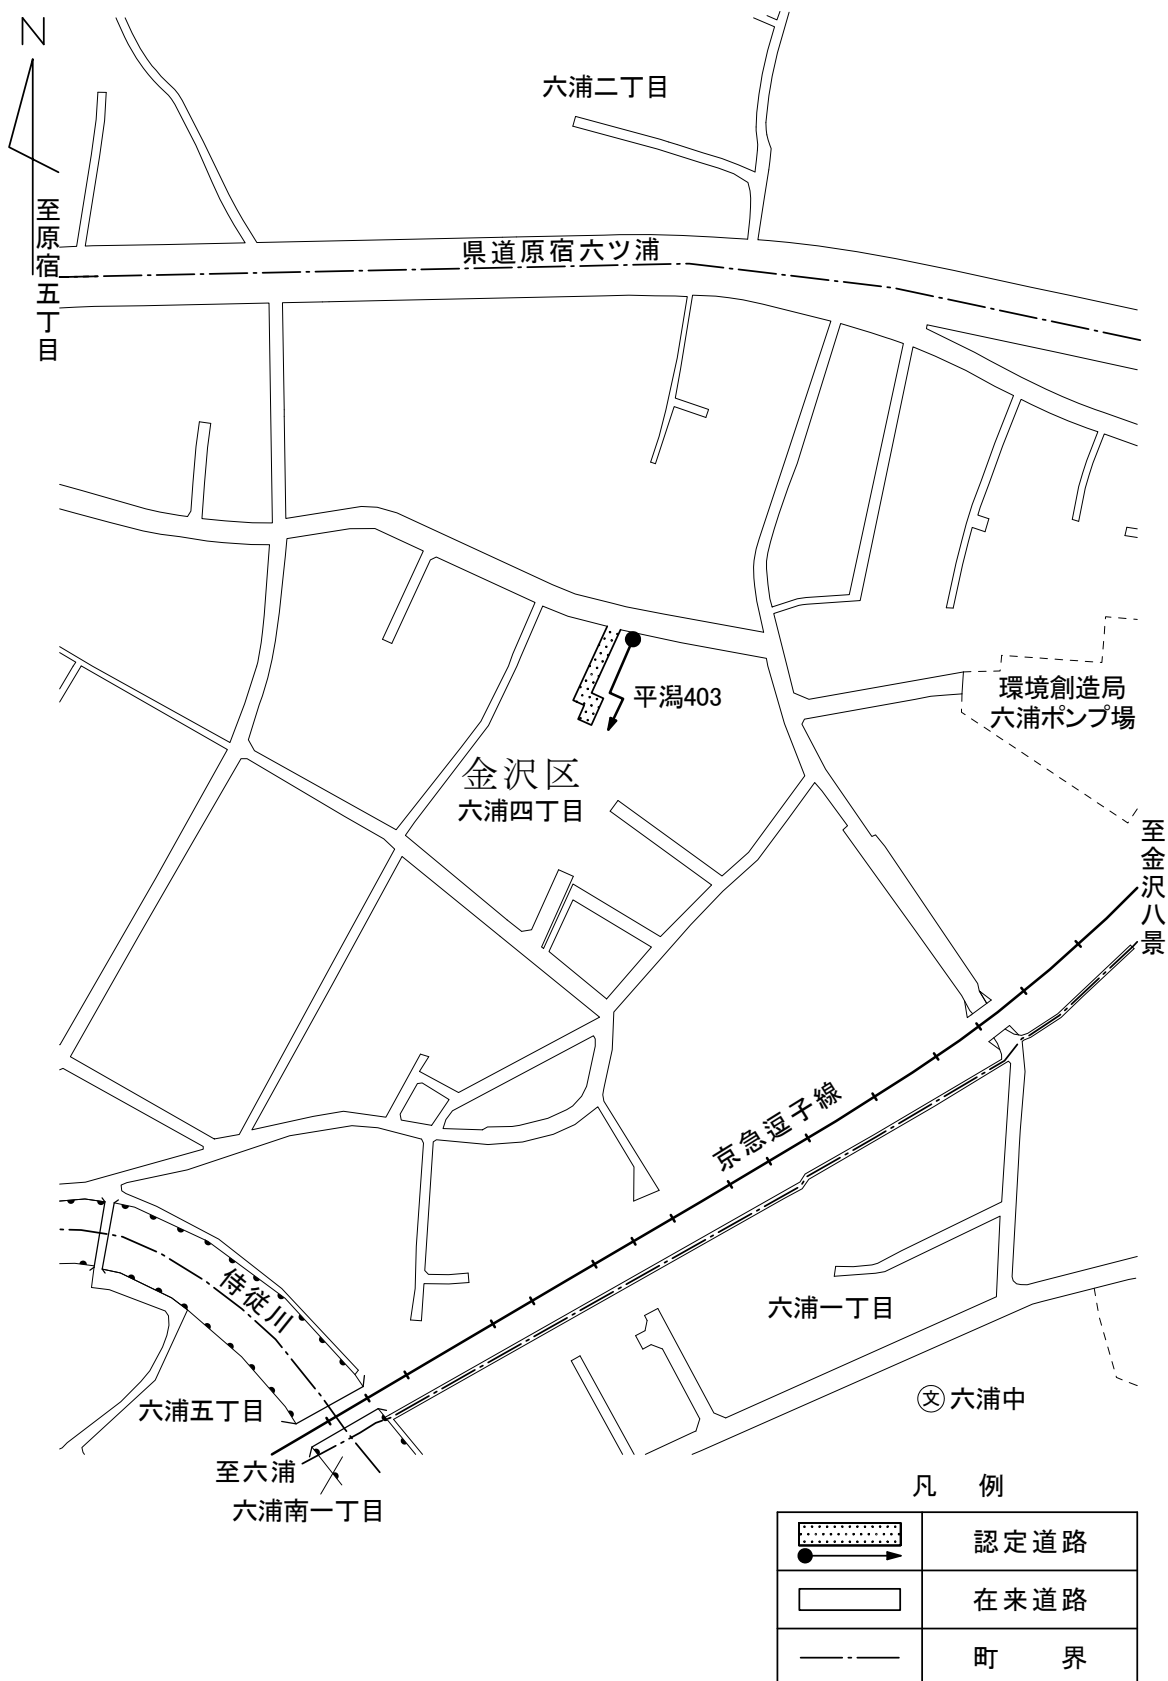 N
六浦二丁目
至原宿五丁目
県道原宿六ツ浦
平潟403
環境創造局
六浦ポンプ場
金沢区
六浦四丁目
至金沢八景
京急逗子線
侍従川
六浦一丁目
六浦五丁目
文 六浦中
至六浦
六浦南一丁目
凡 例
認定道路
在来道路
町 界